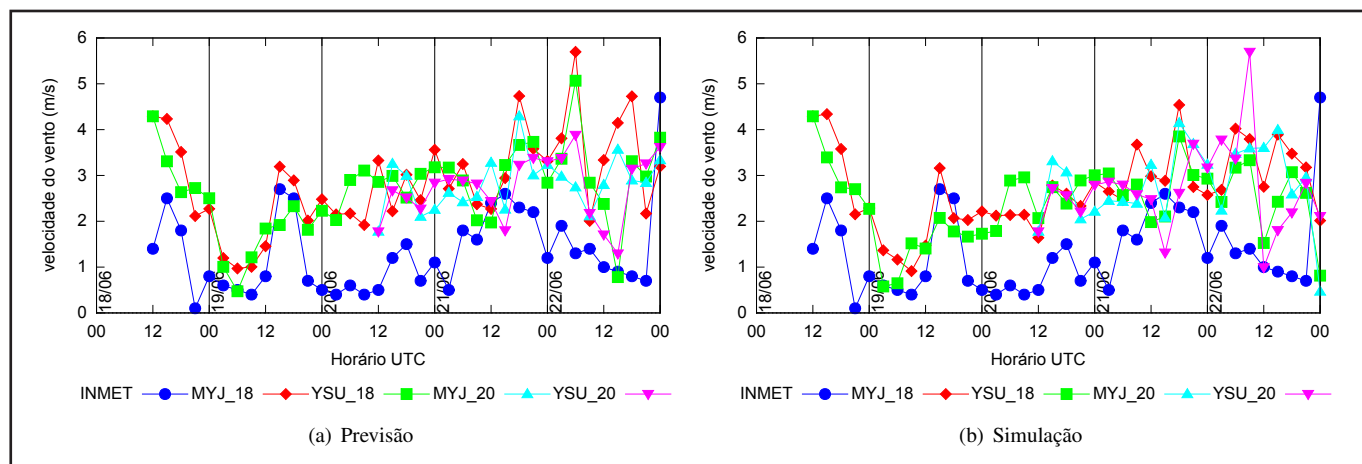 velocidade do vento (m/s)
6
5
4
3
2
1
0
18/06
19/06
20/06
21/06
22/06
00 12 00 12 00 12 00 12 00 12 00
Horário UTC
INMET MYJ_18 YSU_18 MYJ_20 YSU_20
(a) Previsão
velocidade do vento (m/s)
6
5
4
3
2
1
0
18/06
19/06
20/06
21/06
22/06
00 12 00 12 00 12 00 12 00 12 00
Horário UTC
INMET MYJ_18 YSU_18 MYJ_20 YSU_20
(b) Simulação